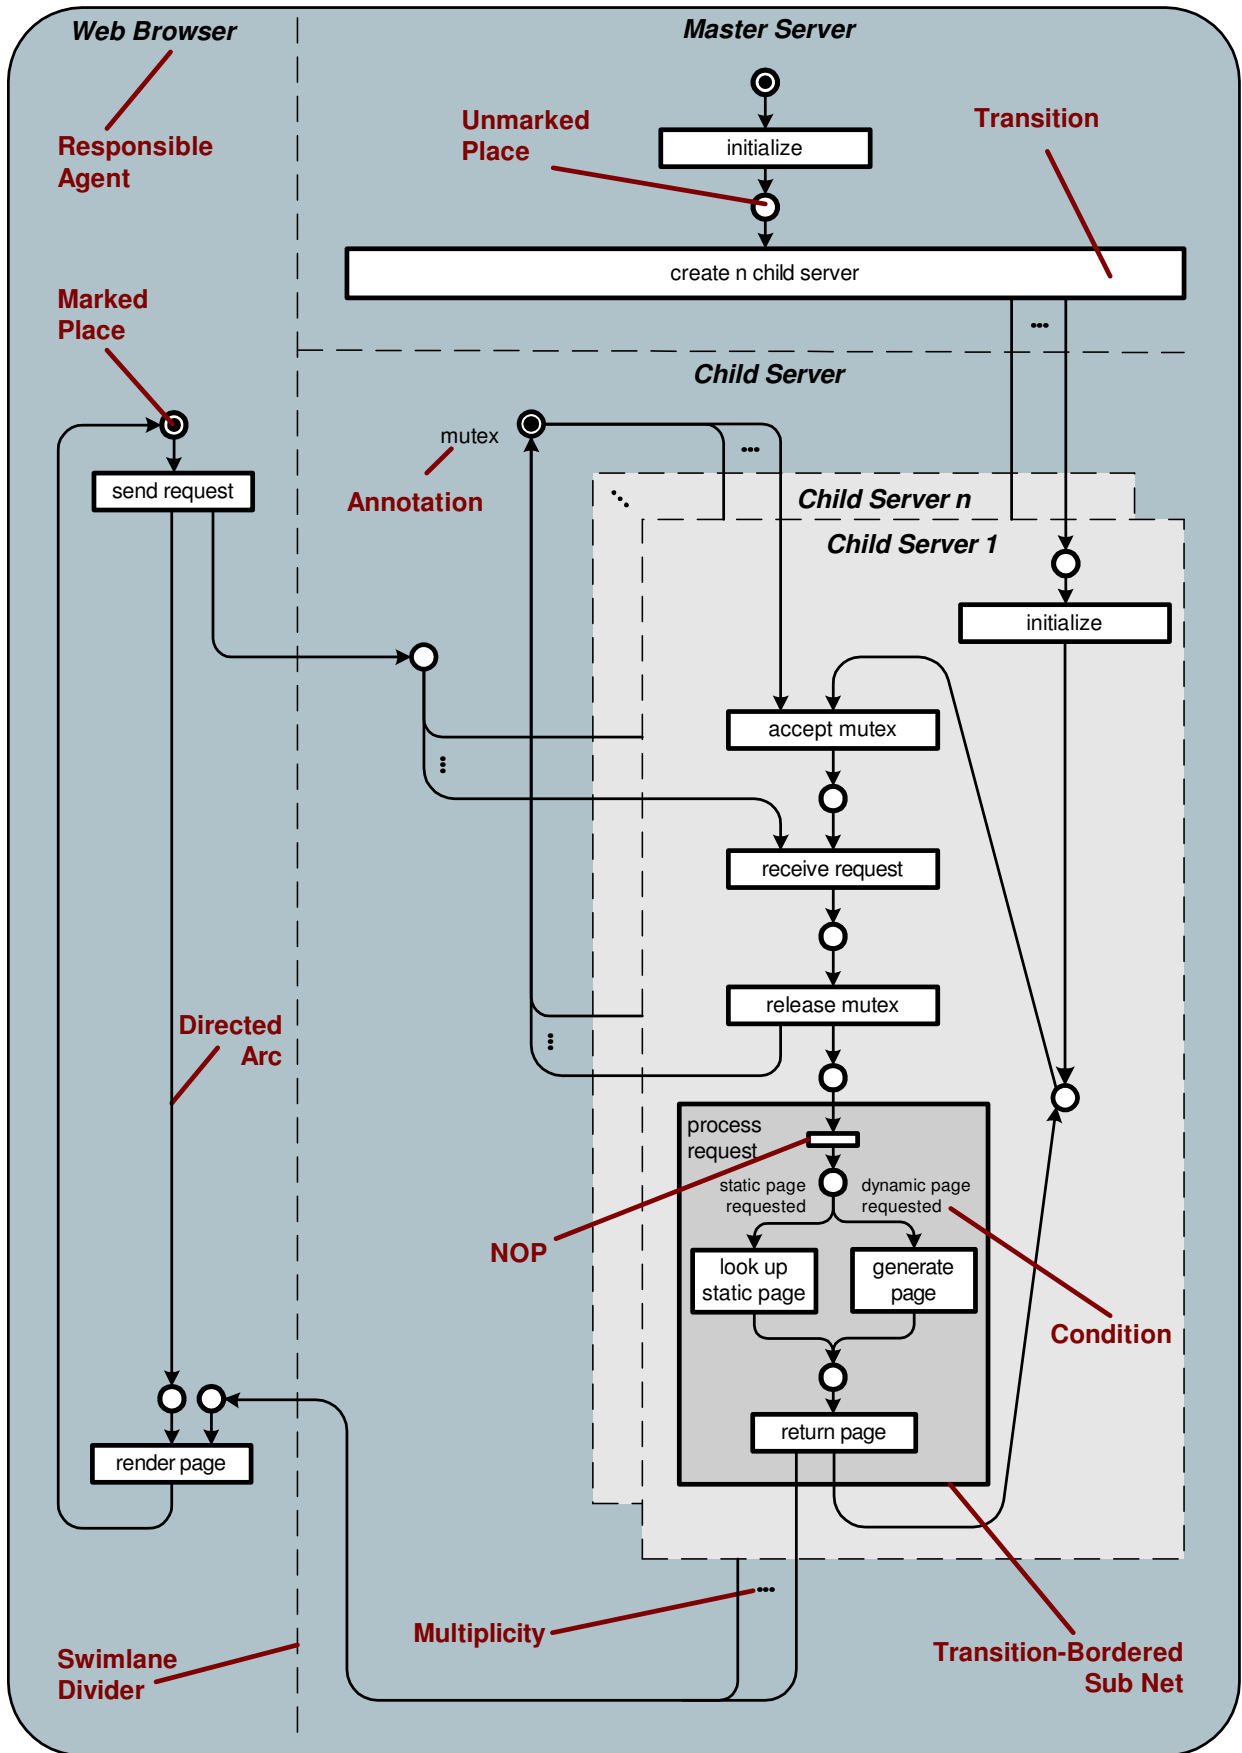 Web Browser
Master Server
Unmarked
Place
Transition
Responsible
Agent
initialize
create n child server
Marked
Place
Child Server
mutex
Annotation
send request
Child Server n
Child Server 1
initialize
accept mutex
receive request
release mutex
Directed
Arc
process
request
static page
requested
dynamic page
requested
NOP
look up
static page
generate
page
Condition
return page
render page
Multiplicity
Swimlane
Divider
Transition-Bordered
Sub Net